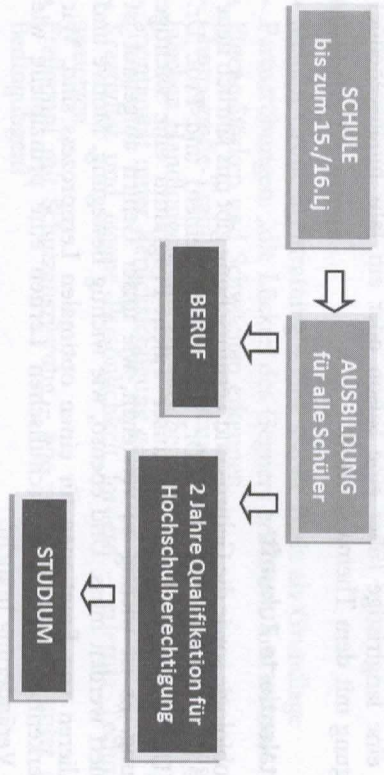 SCHULE
bis zum 15./16.Lj
AUSBILDUNG
für alle Schüler
BERUF
2 Jahre Qualifikation für
Hochschulberechtigung
STUDIUM